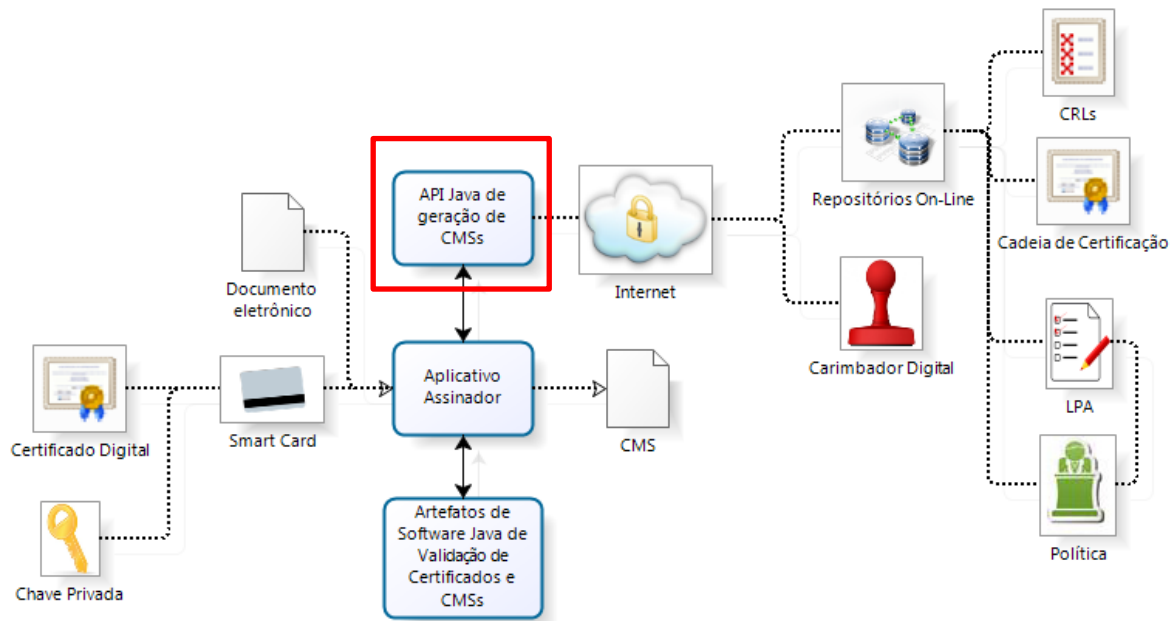 CRLs
API Java de
geração de
CMSs
Repositórios On-Line
Cadeia de Certificação
Documento
eletrônico
Internet
Aplicativo
Assinador
Carimbador Digital
LPA
Certificado Digital
Smart Card
CMS
Artefatos de
Software Java de
Validação de
Certificados e
CMSs
Política
Chave Privada